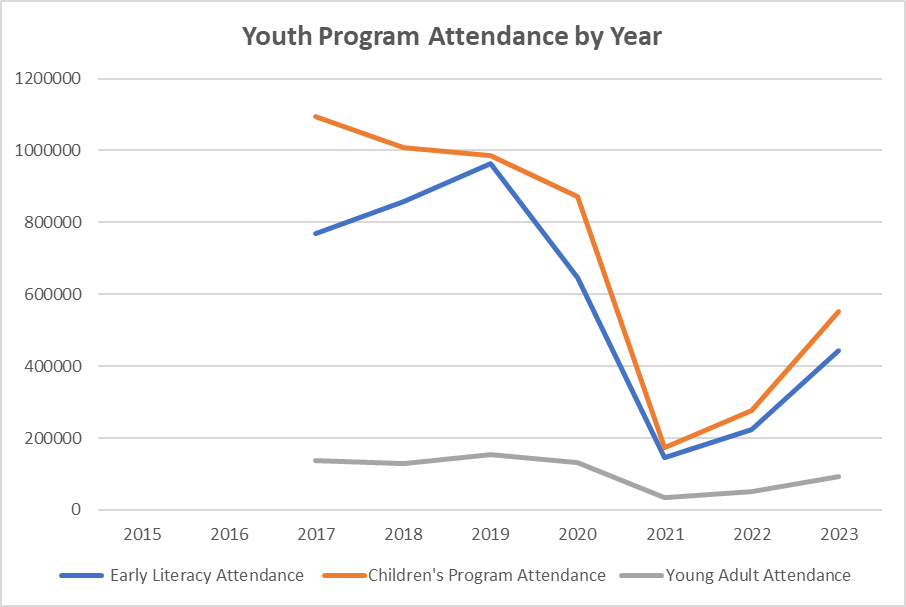 Youth Program Attendance by Year
1200000
1000000
800000
600000
400000
200000
0
2015 2016 2017 2018 2019 2020 2021 2022 2023
Early Literacy Attendance Children's Program Attendance Young Adult Attendance